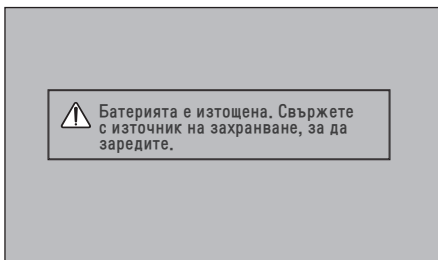 Батерията е изтощена. Свържете
с източник на захранване, за да
заредите.